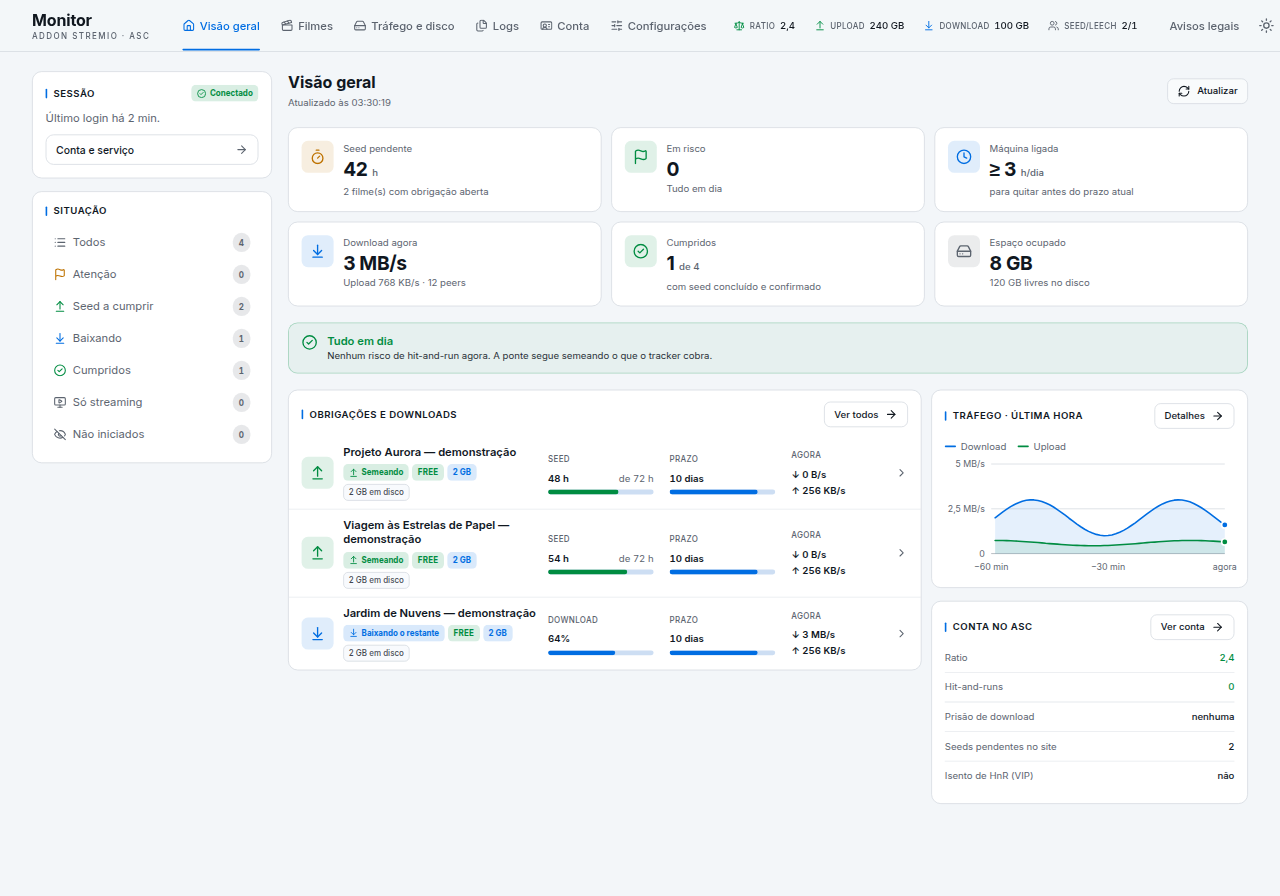 Monitor
ADDON STREMIO · ASC
Visão geral
Filmes
Tráfego e disco
Logs
Conta
Configurações
RATIO 2,4
UPLOAD 240 GB
DOWNLOAD 100 GB
SEED/LEECH 2/1
Avisos legais
SESSÃO
Conectado
Último login há 2 min.
Conta e serviço
SITUAÇÃO
Todos 4
Atenção 0
Seed a cumprir 2
Baixando 1
Cumpridos 1
Só streaming 0
Não iniciados 0
Visão geral
Atualizado às 03:30:19
Atualizar
Seed pendente
42 h
2 filme(s) com obrigação aberta
Em risco
0
Tudo em dia
Máquina ligada
≥ 3 h/dia
para quitar antes do prazo atual
Download agora
3 MB/s
Upload 768 KB/s · 12 peers
Cumpridos
1 de 4
com seed concluído e confirmado
Espaço ocupado
8 GB
120 GB livres no disco
Tudo em dia
Nenhum risco de hit-and-run agora. A ponte segue semeando o que o tracker cobra.
OBRIGAÇÕES E DOWNLOADS
Ver todos
Projeto Aurora — demonstração
Semeando FREE 2 GB
2 GB em disco
SEED
48 h de 72 h
PRAZO
10 dias
AGORA
↓ 0 B/s
↑ 256 KB/s
Viagem às Estrelas de Papel —
demonstração
Semeando FREE 2 GB
2 GB em disco
SEED
54 h de 72 h
PRAZO
10 dias
AGORA
↓ 0 B/s
↑ 256 KB/s
Jardim de Nuvens — demonstração
Baixando o restante FREE 2 GB
2 GB em disco
DOWNLOAD
64%
PRAZO
10 dias
AGORA
↓ 3 MB/s
↑ 256 KB/s
TRÁFEGO · ÚLTIMA HORA
Detalhes
Download Upload
5 MB/s
2,5 MB/s
0
−60 min −30 min agora
CONTA NO ASC
Ver conta
Ratio 2,4
Hit-and-runs 0
Prisão de download nenhuma
Seeds pendentes no site 2
Isento de HnR (VIP) não